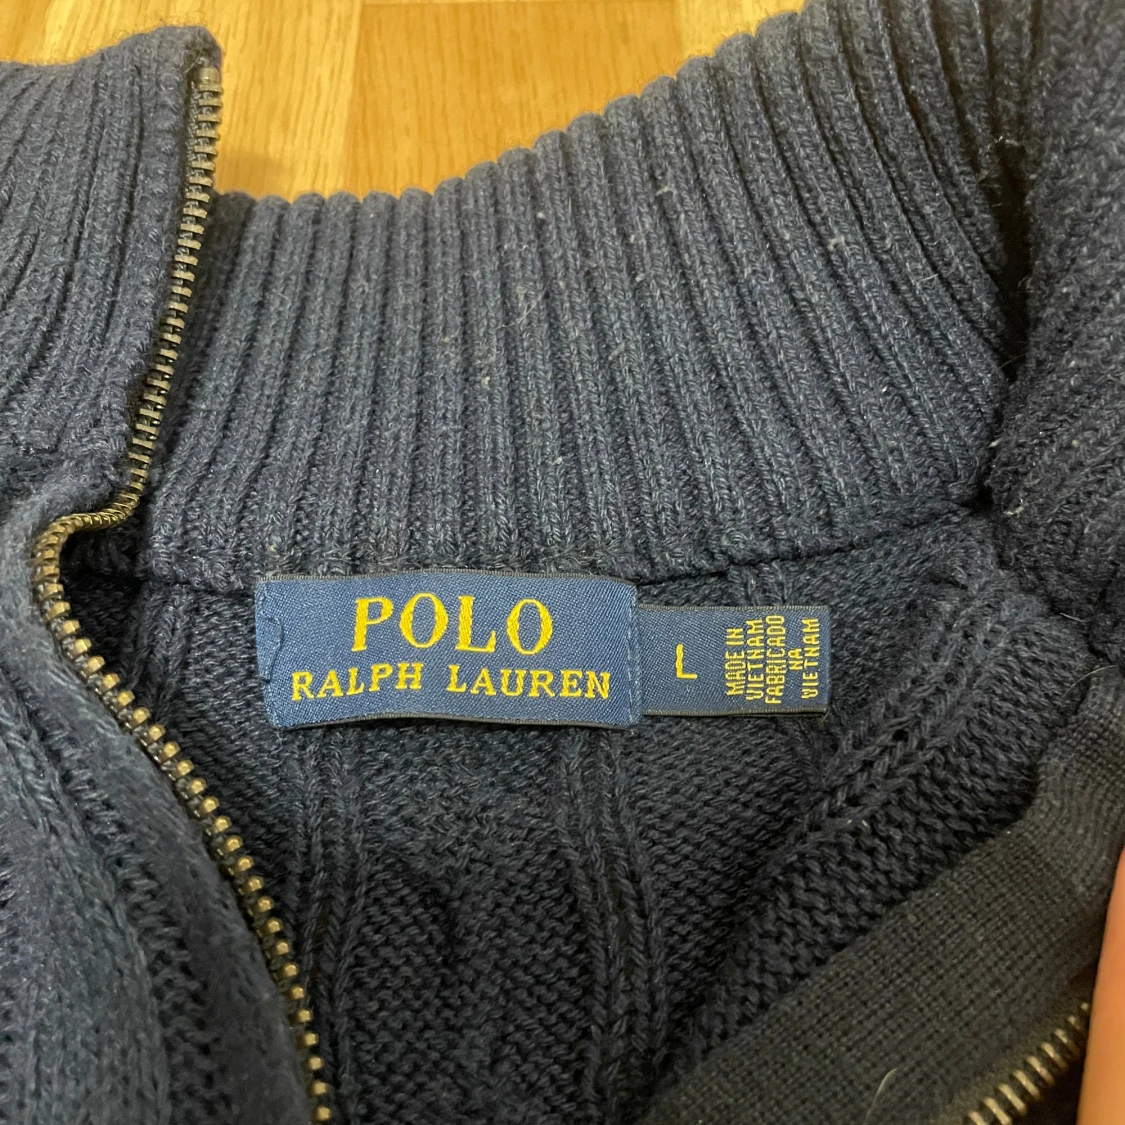 POLO
RALPH LAUREN
L
MADE IN
VIETNAM
FABRICADO
NA
VIETNAM